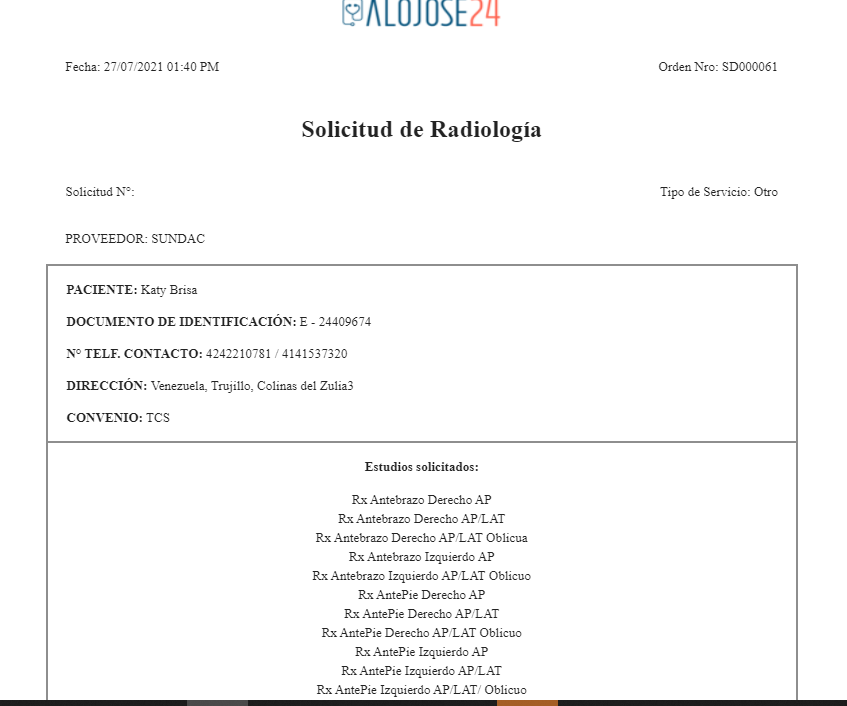 ALOJOSE24
Fecha: 27/07/2021 01:40 PM
Orden Nro: SD000061
Solicitud de Radiología
Solicitud N°:
Tipo de Servicio: Otro
PROVEEDOR: SUNDAC
PACIENTE: Katy Brisa
DOCUMENTO DE IDENTIFICACIÓN: E - 24409674
N° TELF. CONTACTO: 4242210781 / 4141537320
DIRECCIÓN: Venezuela, Trujillo, Colinas del Zulia3
CONVENIO: TCS
Estudios solicitados:
Rx Antebrazo Derecho AP
Rx Antebrazo Derecho AP/LAT
Rx Antebrazo Derecho AP/LAT Oblicua
Rx Antebrazo Izquierdo AP
Rx Antebrazo Izquierdo AP/LAT Oblicuo
Rx AntePie Derecho AP
Rx AntePie Derecho AP/LAT
Rx AntePie Derecho AP/LAT Oblicuo
Rx AntePie Izquierdo AP
Rx AntePie Izquierdo AP/LAT
Rx AntePie Izquierdo AP/LAT/ Oblicuo